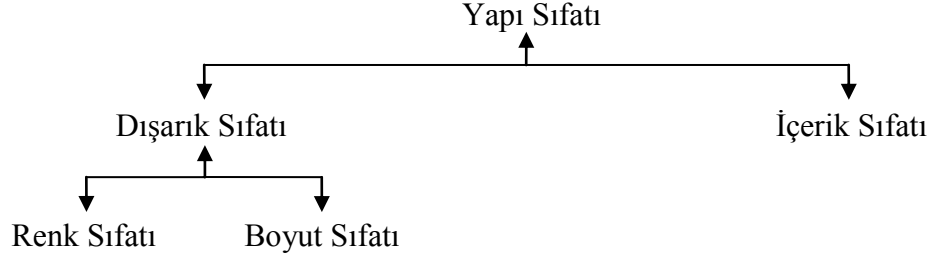 Yapı Sıfatı
Dışarık Sıfatı İçerik Sıfatı
Renk Sıfatı Boyut Sıfatı